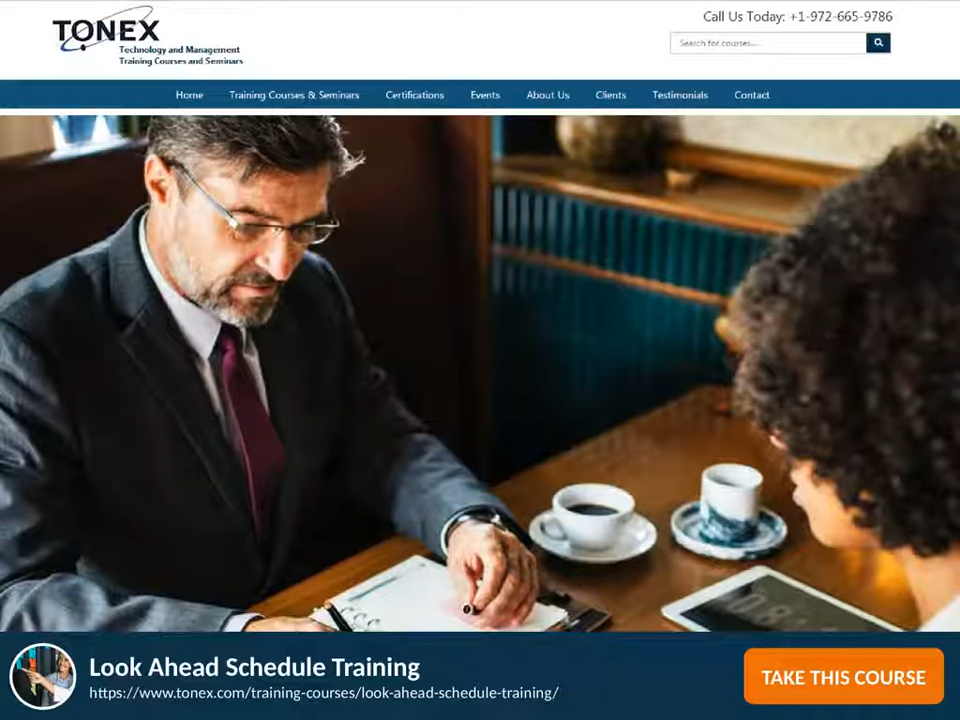 TONEX
Technology and Management
Training Courses and Seminars
Call Us Today: +1-972-665-9786
Search for courses....
Home Training Courses & Seminars Certifications Events About Us Clients Testimonials Contact
Look Ahead Schedule Training
https://www.tonex.com/training-courses/look-ahead-schedule-training/
TAKE THIS COURSE